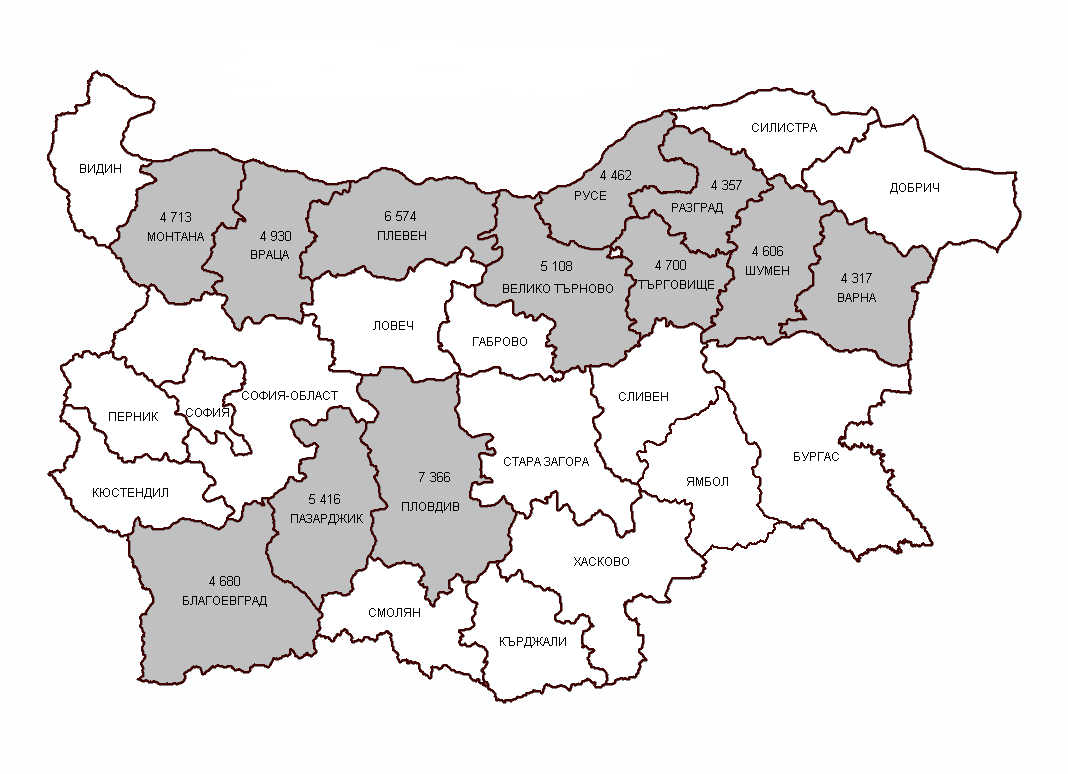 СИЛИСТРА
ВИДИН
4 462
РУСЕ
4 357
РАЗГРАД
ДОБРИЧ
4 713
МОНТАНА
4 930
ВРАЦА
6 574
ПЛЕВЕН
5 108
ВЕЛИКО ТЪРНОВО
4 700
ТЪРГОВИЩЕ
4 606
ШУМЕН
4 317
ВАРНА
ЛОВЕЧ
ГАБРОВО
ПЕРНИК
СОФИЯ
СОФИЯ-ОБЛАСТ
СЛИВЕН
КЮСТЕНДИЛ
5 416
ПАЗАРДЖИК
7 366
ПЛОВДИВ
СТАРА ЗАГОРА
ЯМБОЛ
БУРГАС
4 680
БЛАГОЕВГРАД
СМОЛЯН
ХАСКОВО
КЪРДЖАЛИ